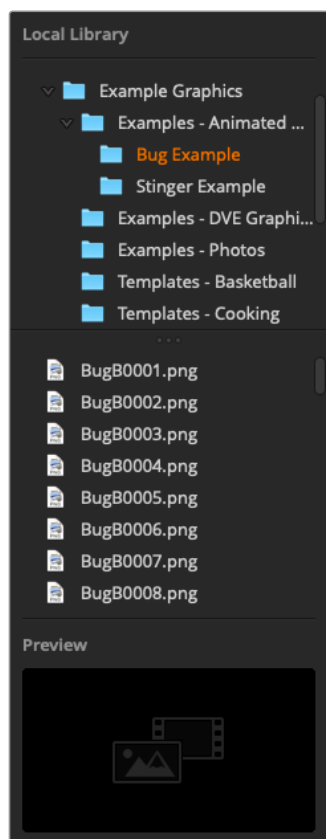 Local Library
Example Graphics
Examples - Animated ...
Bug Example
Stinger Example
Examples - DVE Graphi...
Examples - Photos
Templates - Basketball
Templates - Cooking
BugB0001.png
BugB0002.png
BugB0003.png
BugB0004.png
BugB0005.png
BugB0006.png
BugB0007.png
BugB0008.png
Preview